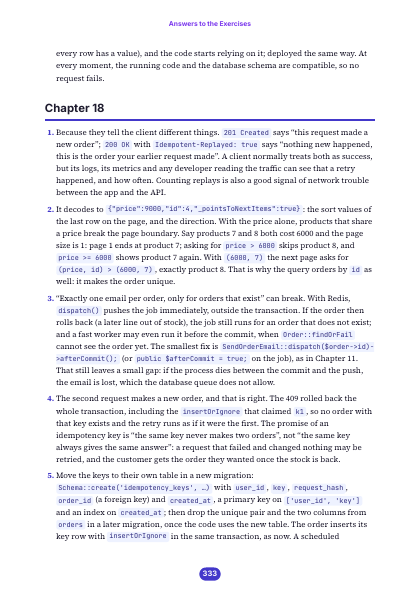 Answers to the Exercises
every row has a value), and the code starts relying on it; deployed the same way. At
every moment, the running code and the database schema are compatible, so no
request fails.
Chapter 18
1. Because they tell the client different things. 201 Created says “this request made a
new order”; 200 OK with Idempotent-Replayed: true says “nothing new happened,
this is the order your earlier request made”. A client normally treats both as success,
but its logs, its metrics and any developer reading the traffic can see that a retry
happened, and how often. Counting replays is also a good signal of network trouble
between the app and the API.
2. It decodes to {"price":9000,"id":4,"_pointsToNextItems":true} : the sort values of
the last row on the page, and the direction. With the price alone, products that share
a price break the page boundary. Say products 7 and 8 both cost 6000 and the page
size is 1: page 1 ends at product 7; asking for price > 6000 skips product 8, and
price >= 6000 shows product 7 again. With (6000, 7) the next page asks for
(price, id) > (6000, 7) , exactly product 8. That is why the query orders by id as
well: it makes the order unique.
3. “Exactly one email per order, only for orders that exist” can break. With Redis,
dispatch() pushes the job immediately, outside the transaction. If the order then
rolls back (a later line out of stock), the job still runs for an order that does not exist;
and a fast worker may even run it before the commit, when Order::findOrFail
cannot see the order yet. The smallest fix is SendOrderEmail::dispatch($order->id)-
>afterCommit(); (or public $afterCommit = true; on the job), as in Chapter 11.
That still leaves a small gap: if the process dies between the commit and the push,
the email is lost, which the database queue does not allow.
4. The second request makes a new order, and that is right. The 409 rolled back the
whole transaction, including the insertOrIgnore that claimed k1 , so no order with
that key exists and the retry runs as if it were the first. The promise of an
idempotency key is “the same key never makes two orders”, not “the same key
always gives the same answer”: a request that failed and changed nothing may be
retried, and the customer gets the order they wanted once the stock is back.
5. Move the keys to their own table in a new migration:
Schema::create('idempotency_keys', …) with user_id , key , request_hash ,
order_id (a foreign key) and created_at , a primary key on ['user_id', 'key']
and an index on created_at ; then drop the unique pair and the two columns from
orders in a later migration, once the code uses the new table. The order inserts its
key row with insertOrIgnore in the same transaction, as now. A scheduled
333